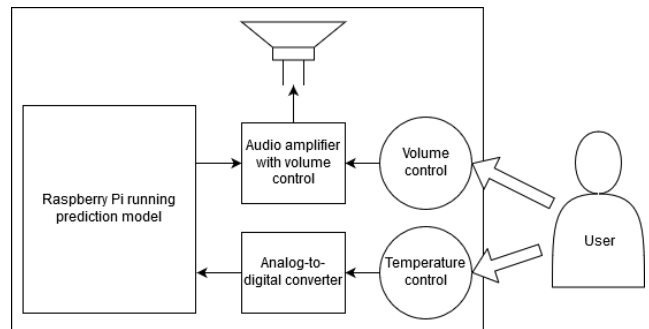 Raspberry Pi running
prediction model
Audio amplifier
with volume
control
Volume
control
Analog-to-
digital converter
Temperature
control
User